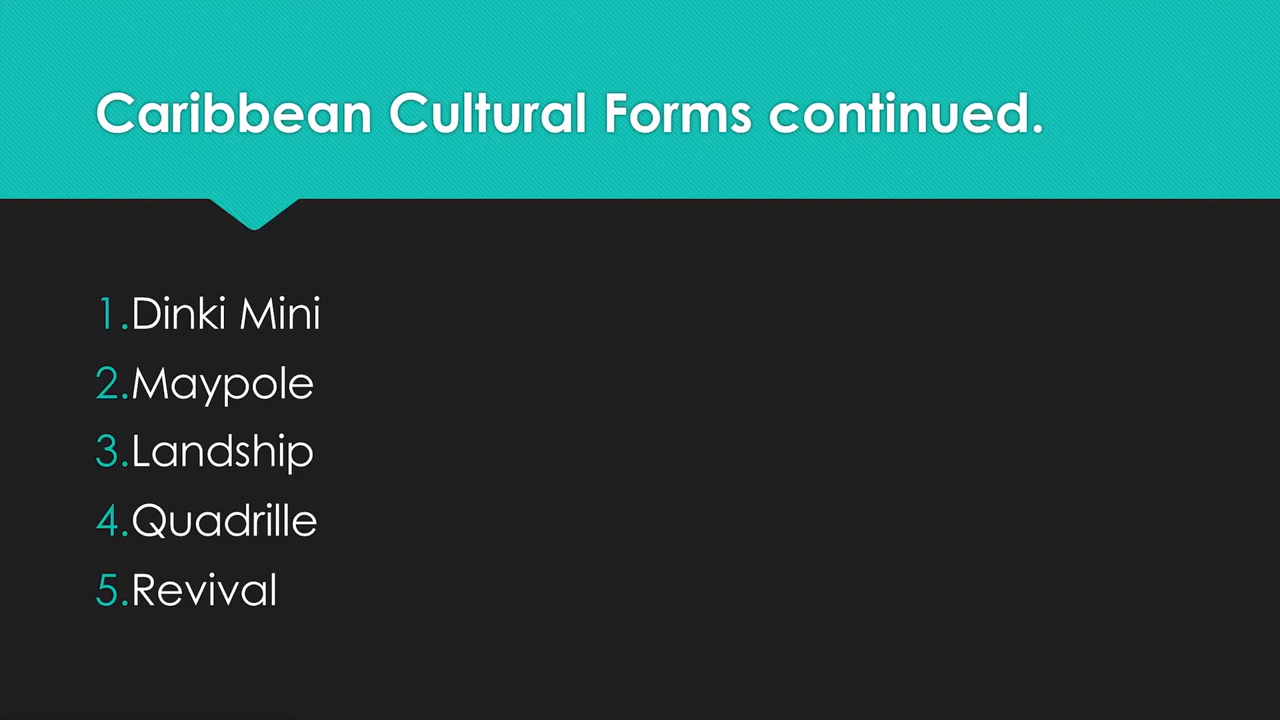 Caribbean Cultural Forms continued.
1.Dinki Mini
2.Maypole
3.Landship
4.Quadrille
5.Revival